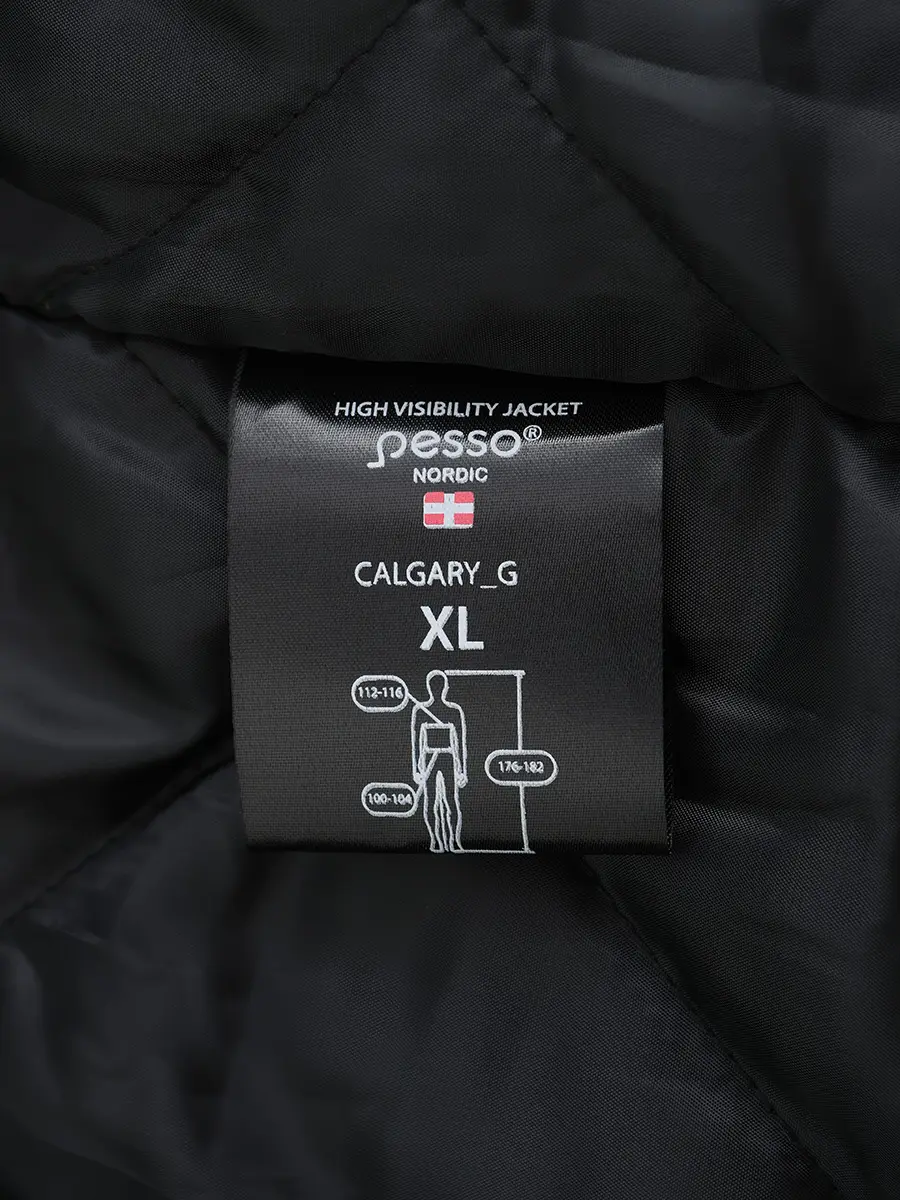 HIGH VISIBILITY JACKET
pesso®
NORDIC
CALGARY_G
XL
112-116
176-182
100-104